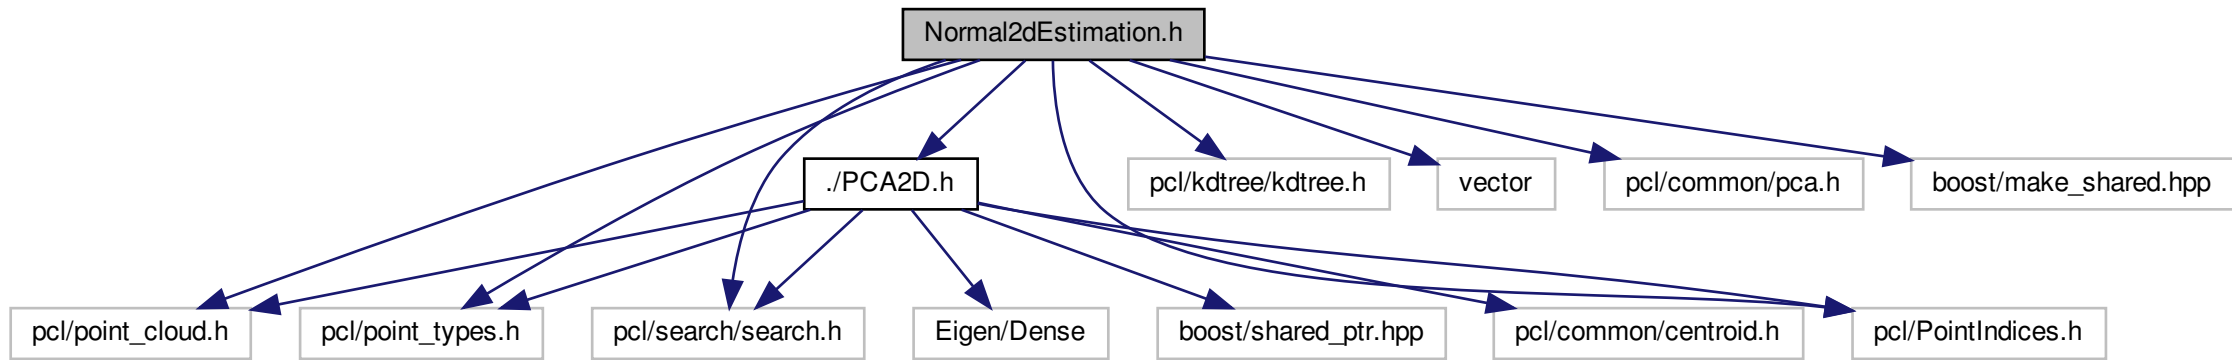 Normal2dEstimation.h
./PCA2D.h
pcl/kdtree/kdtree.h
vector
pcl/common/pca.h
boost/make_shared.hpp
pcl/point_cloud.h
pcl/point_types.h
pcl/search/search.h
Eigen/Dense
boost/shared_ptr.hpp
pcl/common/centroid.h
pcl/PointIndices.h